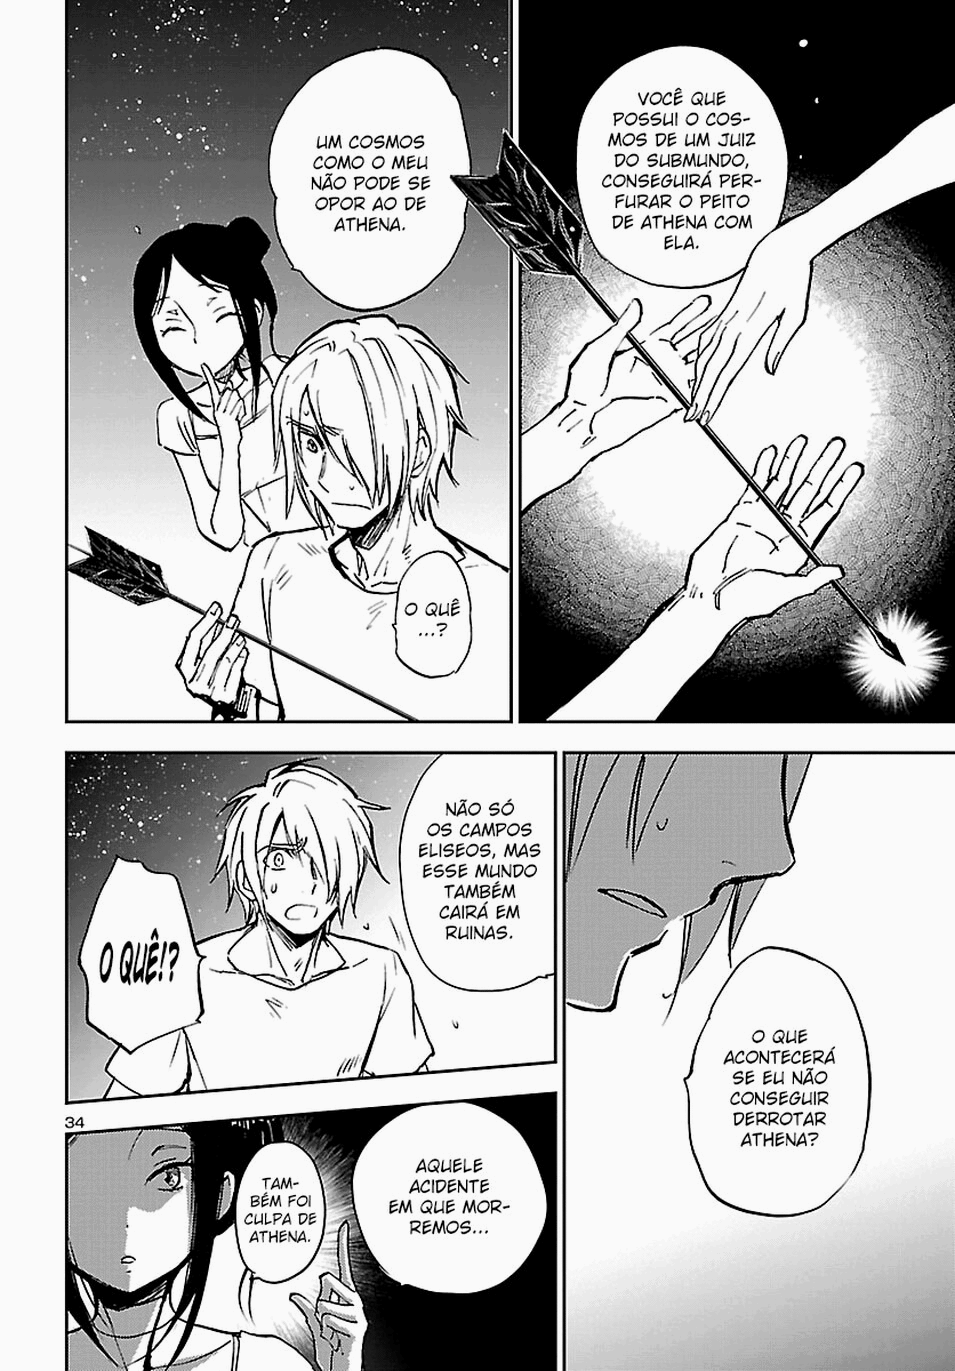 VOCÊ QUE
POSSUI O COS-
MOS DE UM JUIZ
DO SUBMUNDO,
CONSEGUIRÁ PER-
FURAR O PEITO
DE ATHENA COM
ELA.
UM COSMOS
COMO O MEU
NÃO PODE SE
OPOR AO DE
ATHENA.
O QUÊ
...?
O QUE
ACONTECERÁ
SE EU NÃO
CONSEGUIR
DERROTAR
ATHENA?
NÃO SÓ
OS CAMPOS
ELISEOS, MAS
ESSE MUNDO
TAMBÉM
CAIRÁ EM
RUINAS.
O QUÊ!?
AQUELE
ACIDENTE
EM QUE MOR-
REMOS...
TAM-
BÉM FOI
CULPA DE
ATHENA.
34